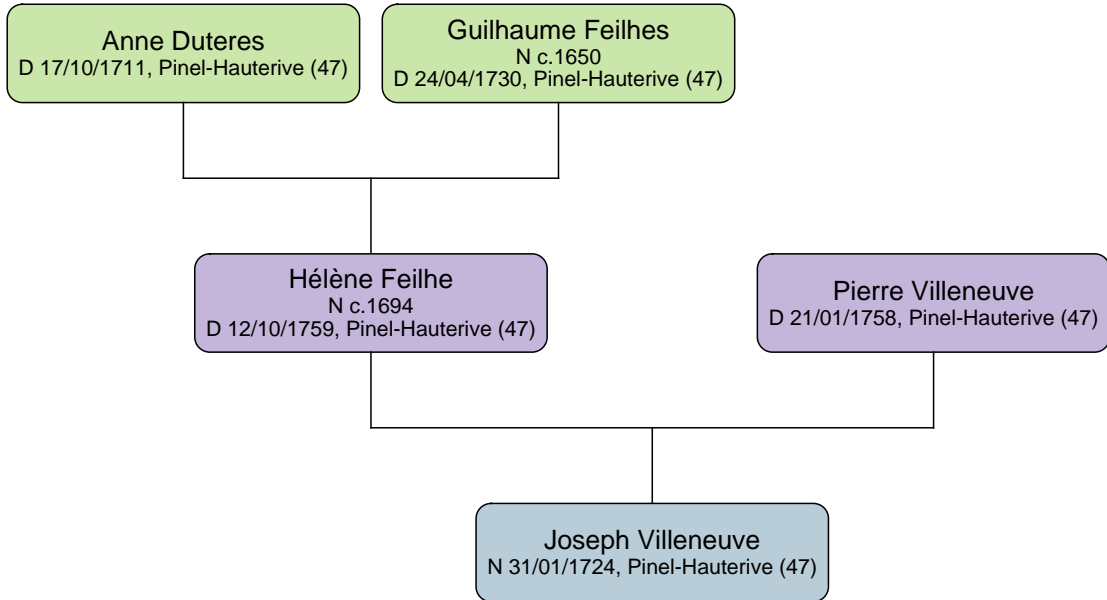 Anne Duteres
D 17/10/1711, Pinel-Hauterive (47)
Guilhaume Feilhes
N c.1650
D 24/04/1730, Pinel-Hauterive (47)
Hélène Feilhe
N c.1694
D 12/10/1759, Pinel-Hauterive (47)
Pierre Villeneuve
D 21/01/1758, Pinel-Hauterive (47)
Joseph Villeneuve
N 31/01/1724, Pinel-Hauterive (47)